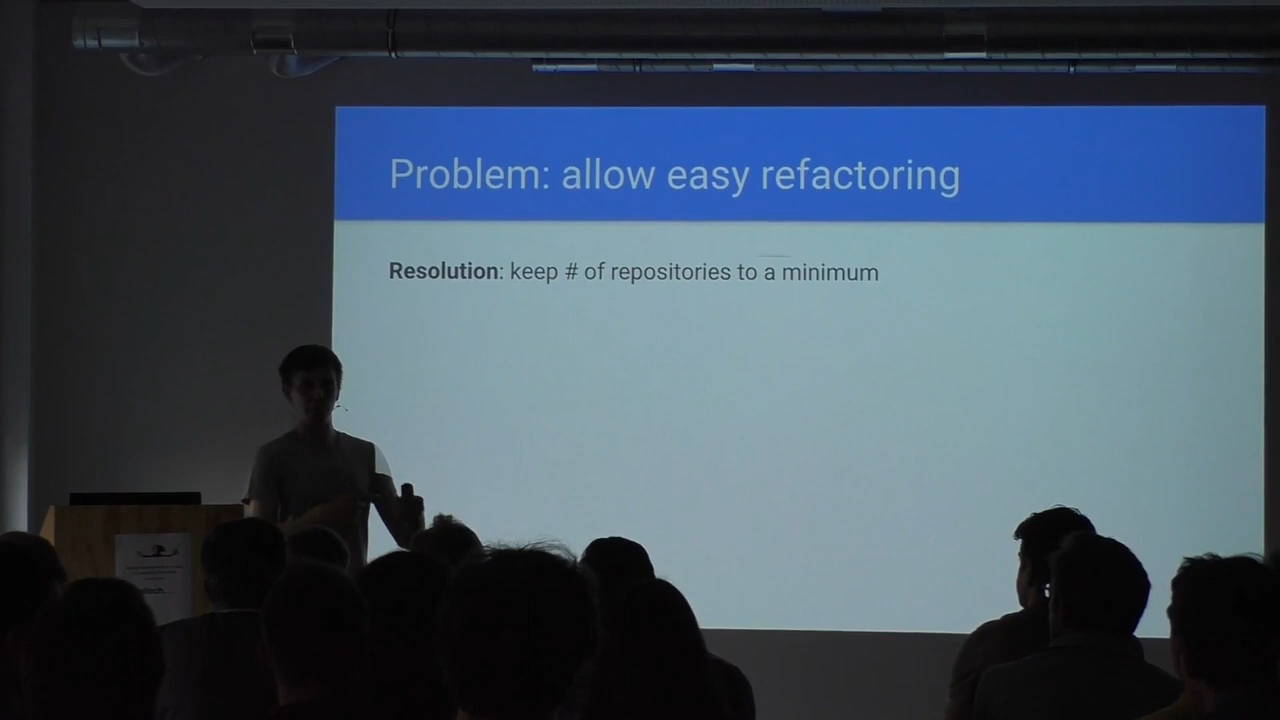 Problem: allow easy refactoring
Resolution: keep # of repositories to a minimum